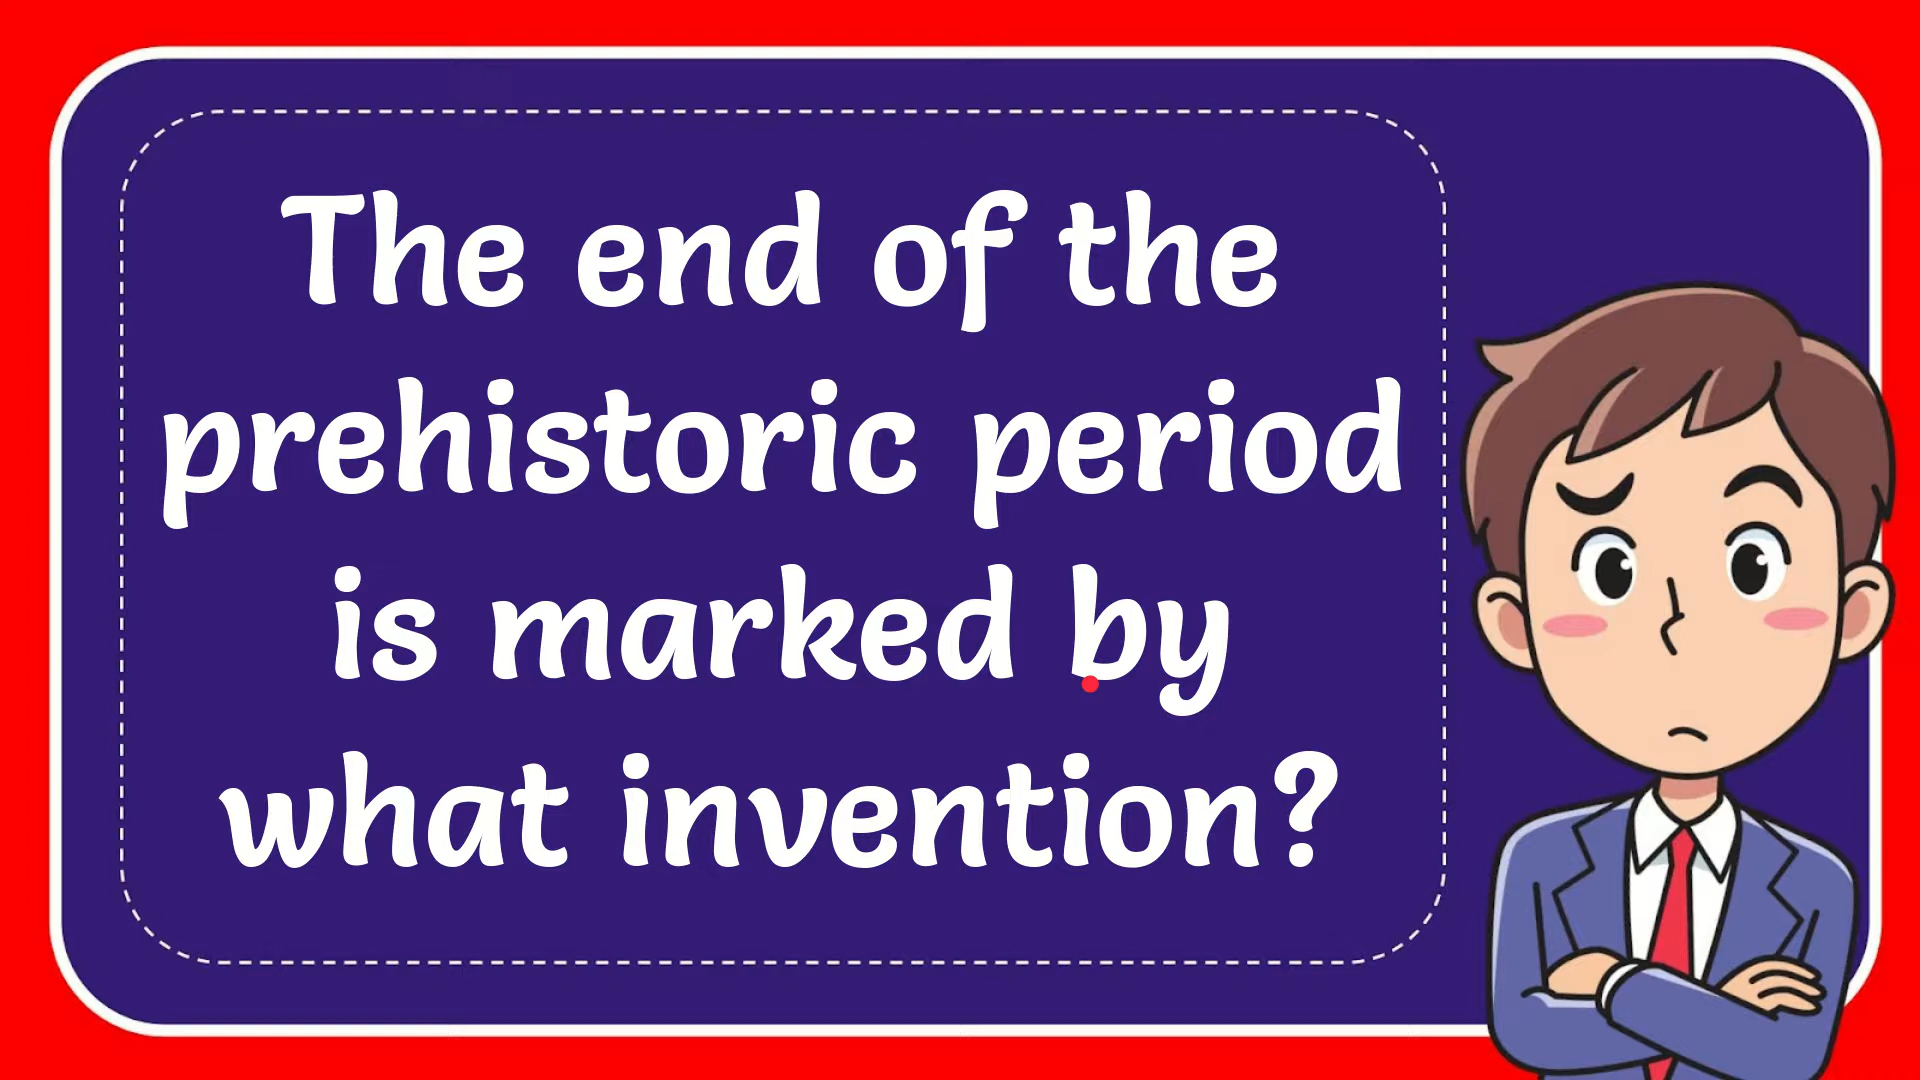 The end of the
prehistoric period
is marked by
what invention?